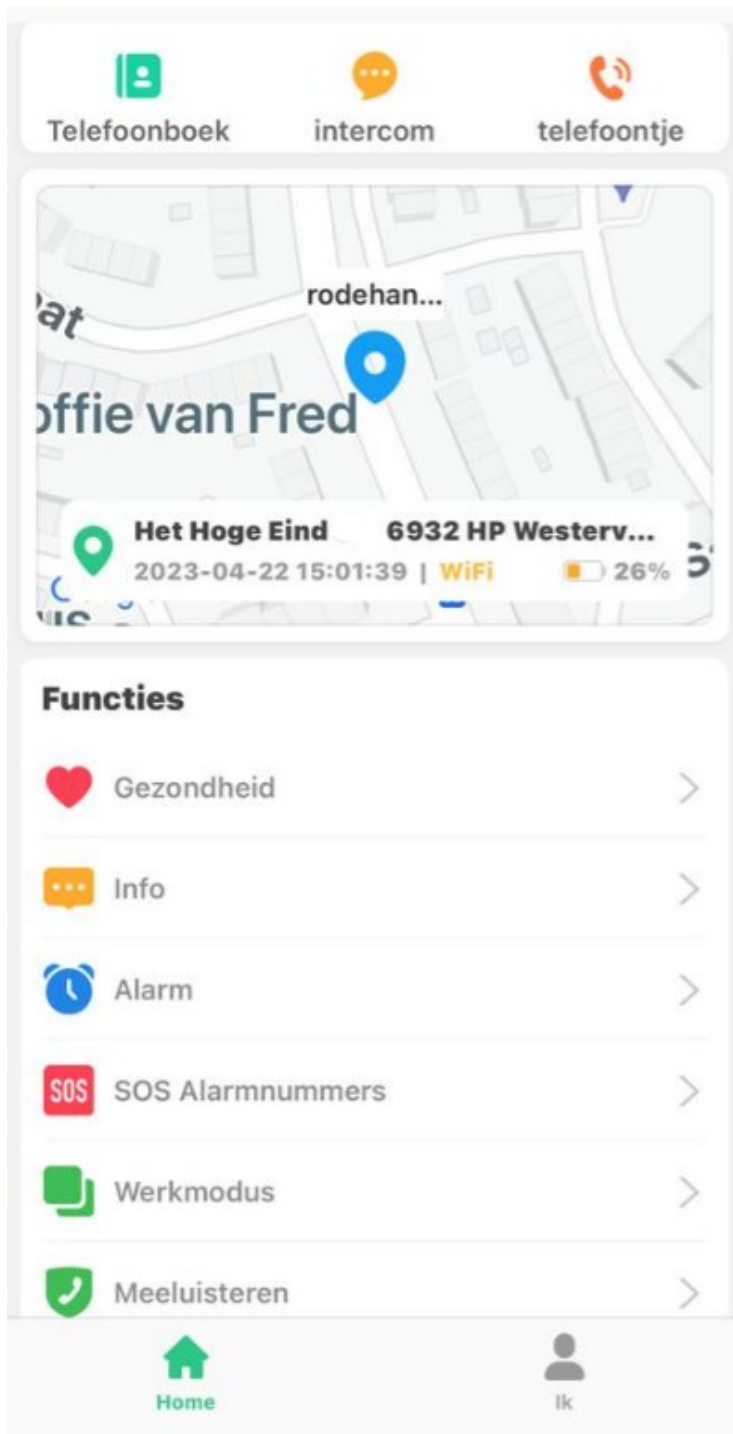 Telefoonboek intercom telefoontje
rodehan...
offie van Fred
Het Hoge Eind 6932 HP Westerv...
2023-04-22 15:01:39 | WiFi 26%
Functies
Gezondheid
Info
Alarm
SOS SOS Alarmnummers
Werkmodus
Meeluisteren
Home Ik